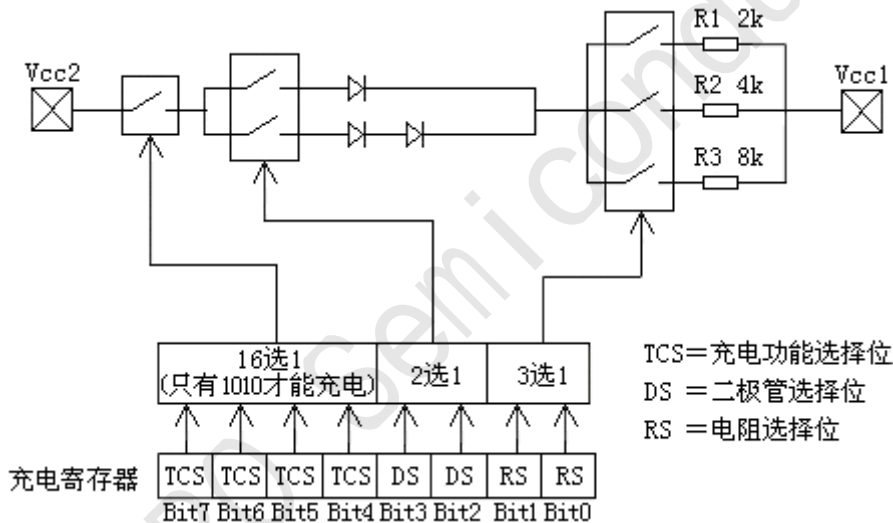 R1 2k
Vcc2
Vcc1
R2 4k
R3 8k
16选1
(只有1010才能充电)
2选1
3选1
TCS=充电功能选择位
DS =二极管选择位
RS =电阻选择位
充电寄存器 TCS TCS TCS TCS DS DS RS RS
Bit7 Bit6 Bit5 Bit4 Bit3 Bit2 Bit1 Bit0